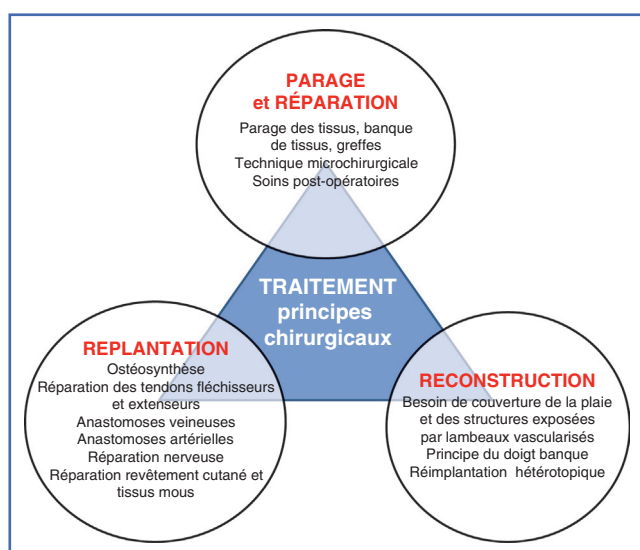 PARAGE
et RÉPARATION
Parage des tissus, banque
de tissus, greffes
Technique microchirurgicale
Soins post-opératoires
TRAITEMENT
principes
chirurgicaux
REPLANTATION
Ostéosynthèse
Réparation des tendons fléchisseurs
et extenseurs
Anastomoses veineuses
Anastomoses artérielles
Réparation nerveuse
Réparation revêtement cutané et
tissus mous
RECONSTRUCTION
Besoin de couverture de la plaie
et des structures exposées
par lambeaux vascularisés
Principe du doigt banque
Réimplantation hétérotopique